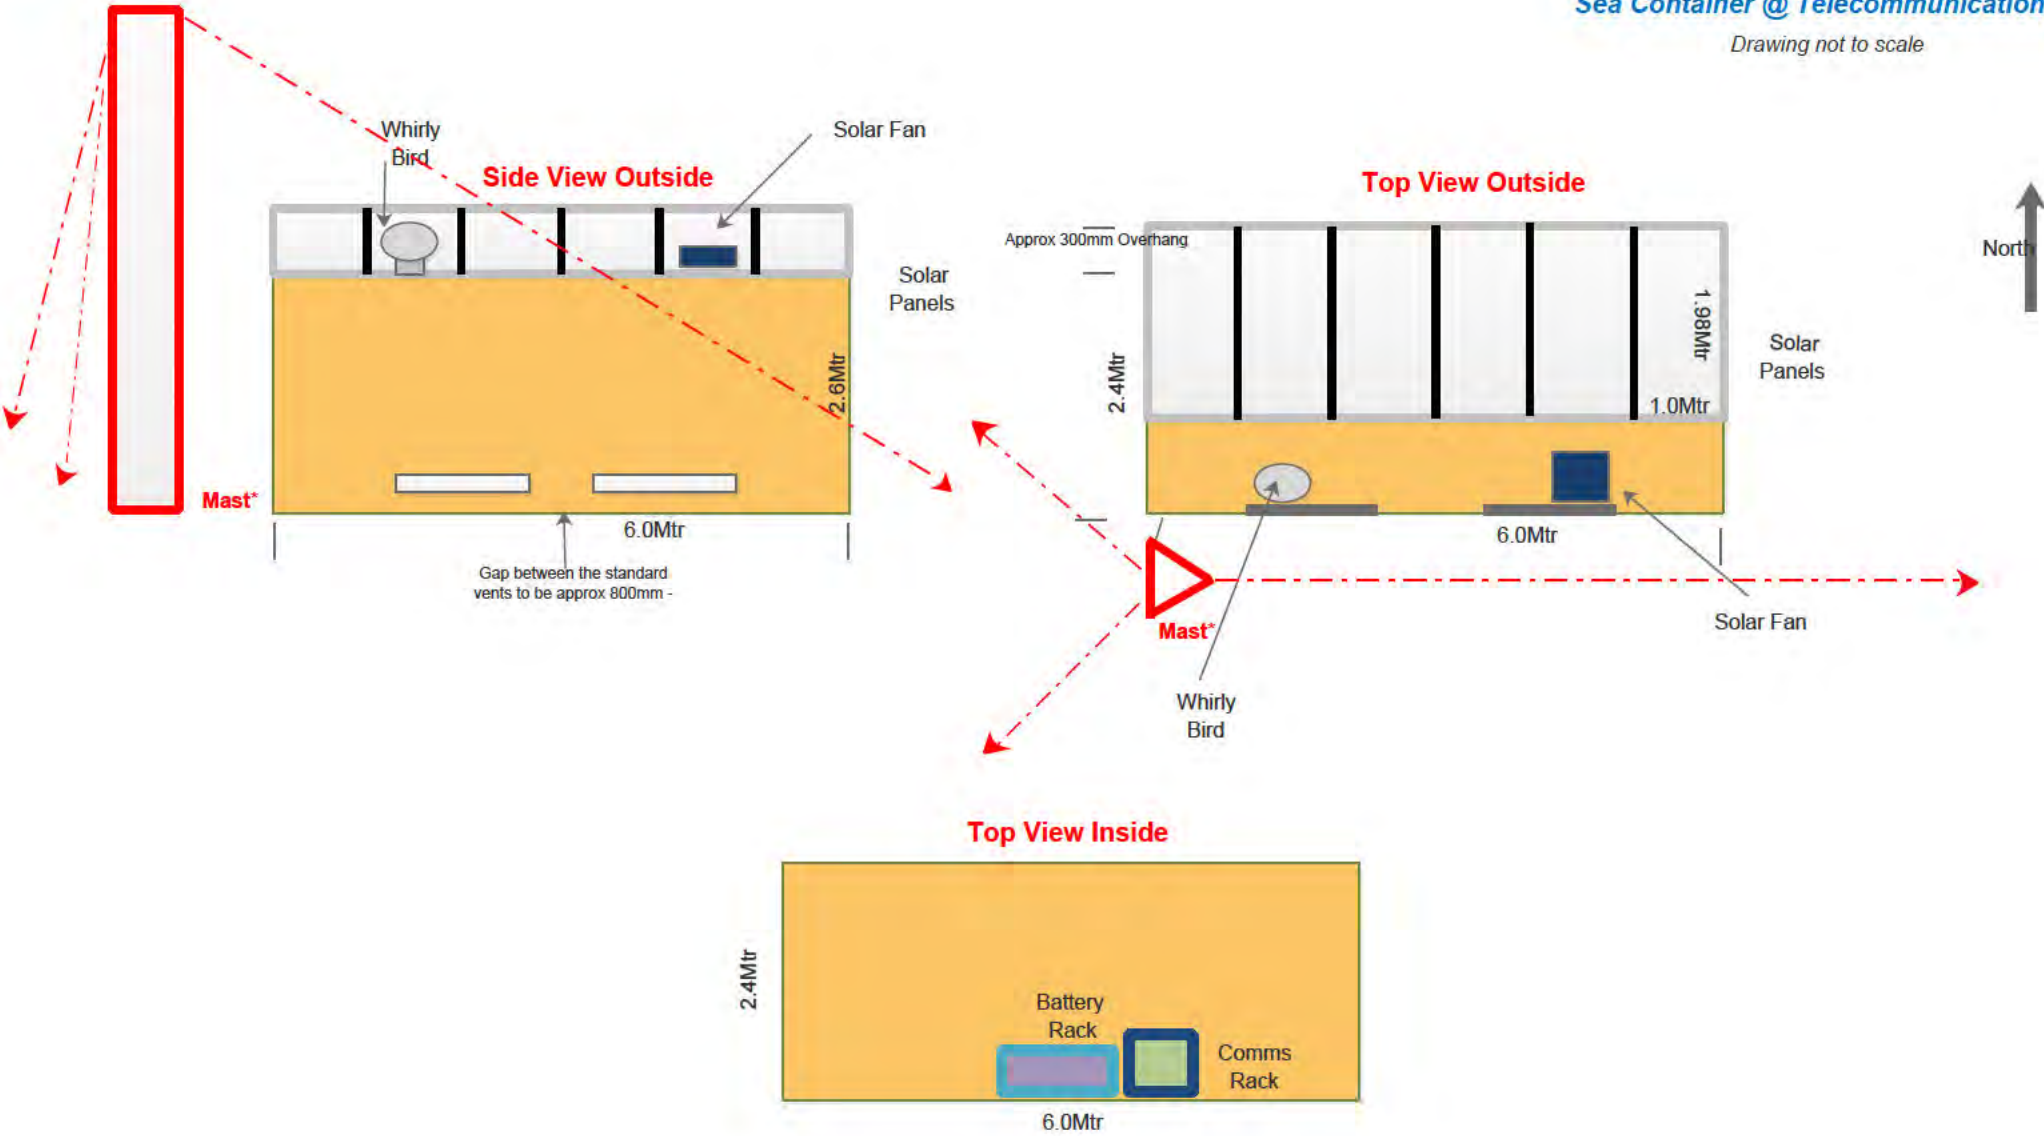 Sea Container @ Telecommunication
Drawing not to scale
Whirly
Bird
Solar Fan
Side View Outside
Solar
Panels
2.6Mtr
Mast*
6.0Mtr
Gap between the standard
vents to be approx 800mm -
Top View Outside
North
Approx 300mm Overhang
1.98Mtr
Solar
Panels
2.4Mtr
1.0Mtr
6.0Mtr
Solar Fan
Mast*
Whirly
Bird
Top View Inside
2.4Mtr
Battery
Rack
Comms
Rack
6.0Mtr